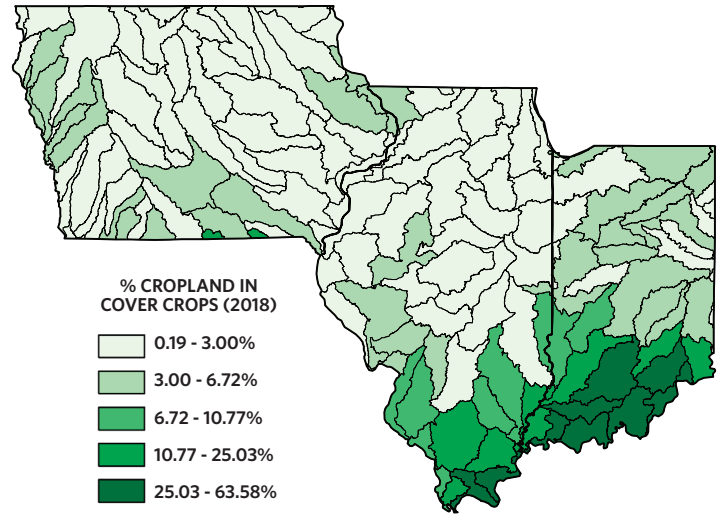 % CROPLAND IN
COVER CROPS (2018)
0.19 - 3.00%
3.00 - 6.72%
6.72 - 10.77%
10.77 - 25.03%
25.03 - 63.58%